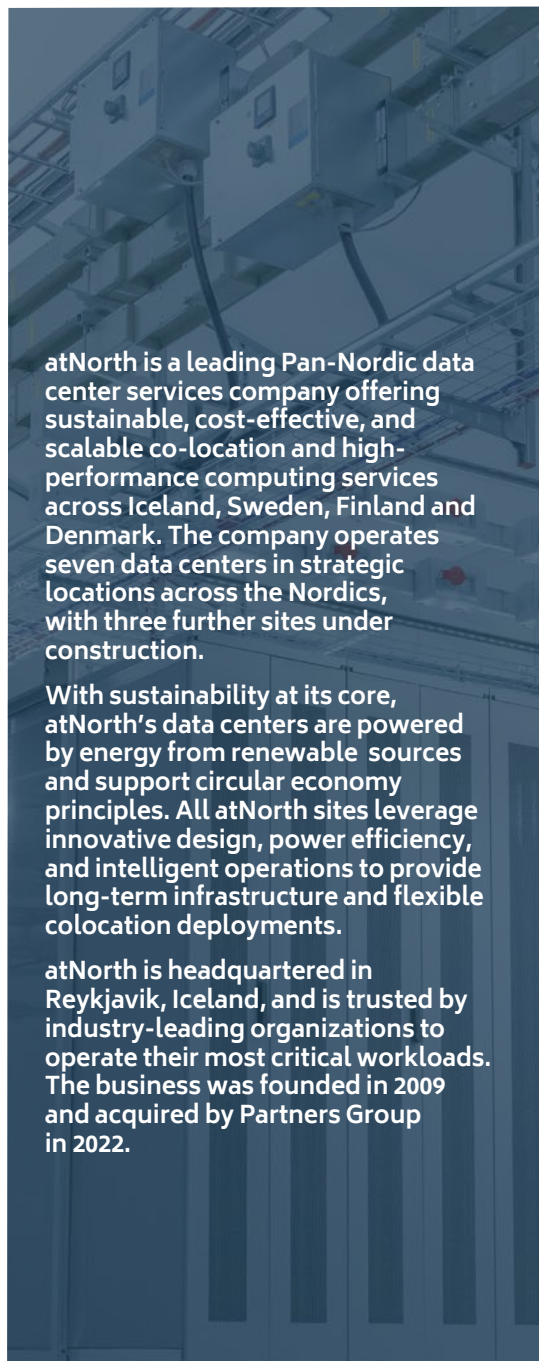 atNorth is a leading Pan-Nordic data
center services company offering
sustainable, cost-effective, and
scalable co-location and high-
performance computing services
across Iceland, Sweden, Finland and
Denmark. The company operates
seven data centers in strategic
locations across the Nordics,
with three further sites under
construction.
With sustainability at its core,
atNorth’s data centers are powered
by energy from renewable sources
and support circular economy
principles. All atNorth sites leverage
innovative design, power efficiency,
and intelligent operations to provide
long-term infrastructure and flexible
colocation deployments.
atNorth is headquartered in
Reykjavik, Iceland, and is trusted by
industry-leading organizations to
operate their most critical workloads.
The business was founded in 2009
and acquired by Partners Group
in 2022.